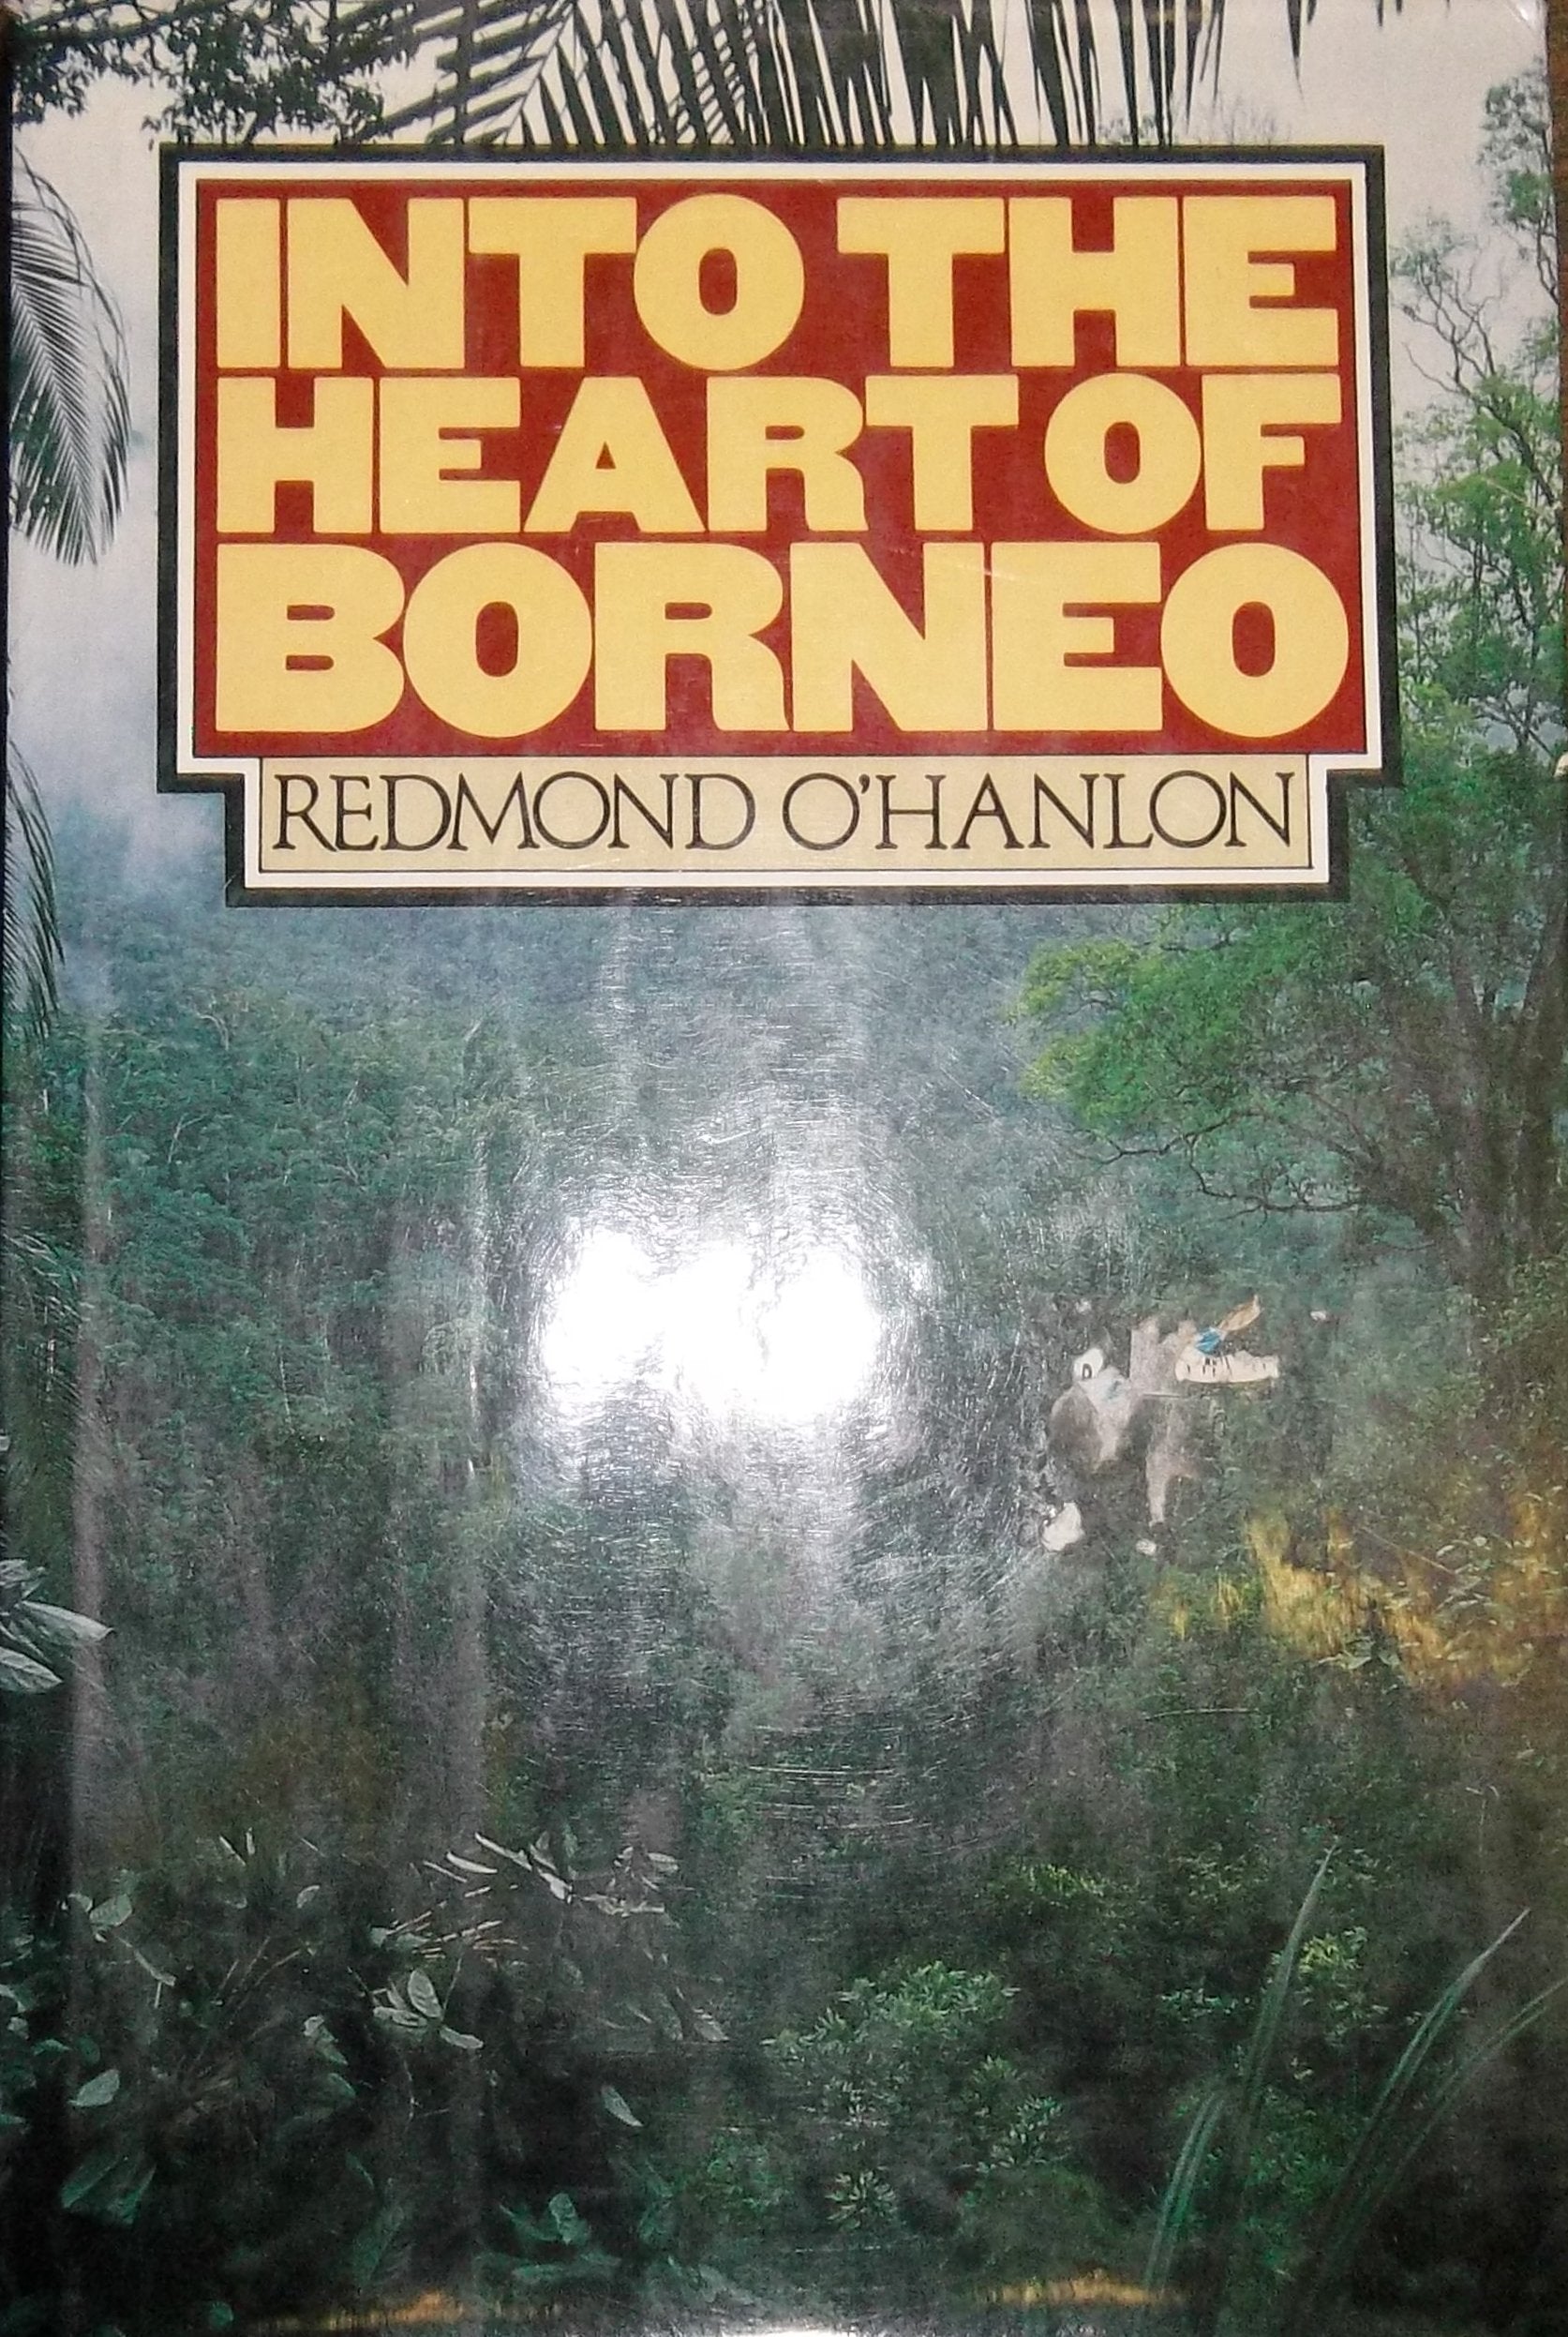 INTO THE
HEART OF
BORNEO
REDMOND O'HANLON